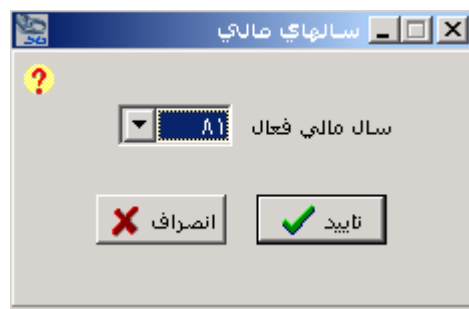 سالهاي مالي
?
سال مالي فعال ۸۱
تاييد انصراف